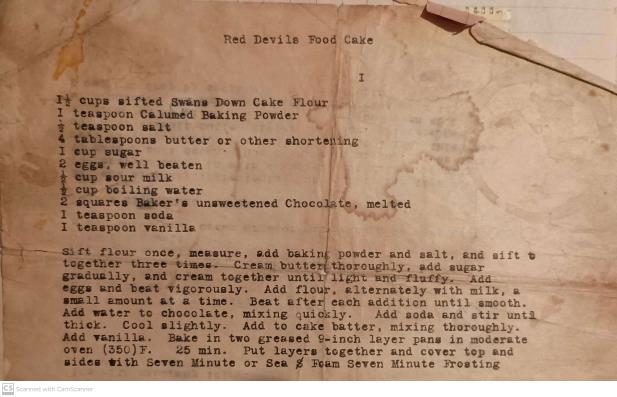 Red Devils Food Cake
I
1½ cups sifted Swans Down Cake Flour
1 teaspoon Calumed Baking Powder
½ teaspoon salt
4 tablespoons butter or other shortening
1 cup sugar
2 eggs, well beaten
½ cup sour milk
½ cup boiling water
2 squares Baker's unsweetened Chocolate, melted
1 teaspoon soda
1 teaspoon vanilla
Sift flour once, measure, add baking powder and salt, and sift
together three times. Cream butter thoroughly, add sugar
gradually, and cream together until light and fluffy. Add
eggs and beat vigorously. Add flour, alternately with milk, a
small amount at a time. Beat after each addition until smooth.
Add water to chocolate, mixing quickly. Add soda and stir until
thick. Cool slightly. Add to cake batter, mixing thoroughly.
Add vanilla. Bake in two greased 9-inch layer pans in moderate
oven (350)F. 25 min. Put layers together and cover top and
sides with Seven Minute or Sea Foam Seven Minute Frosting
CS Scanned with CamScanner